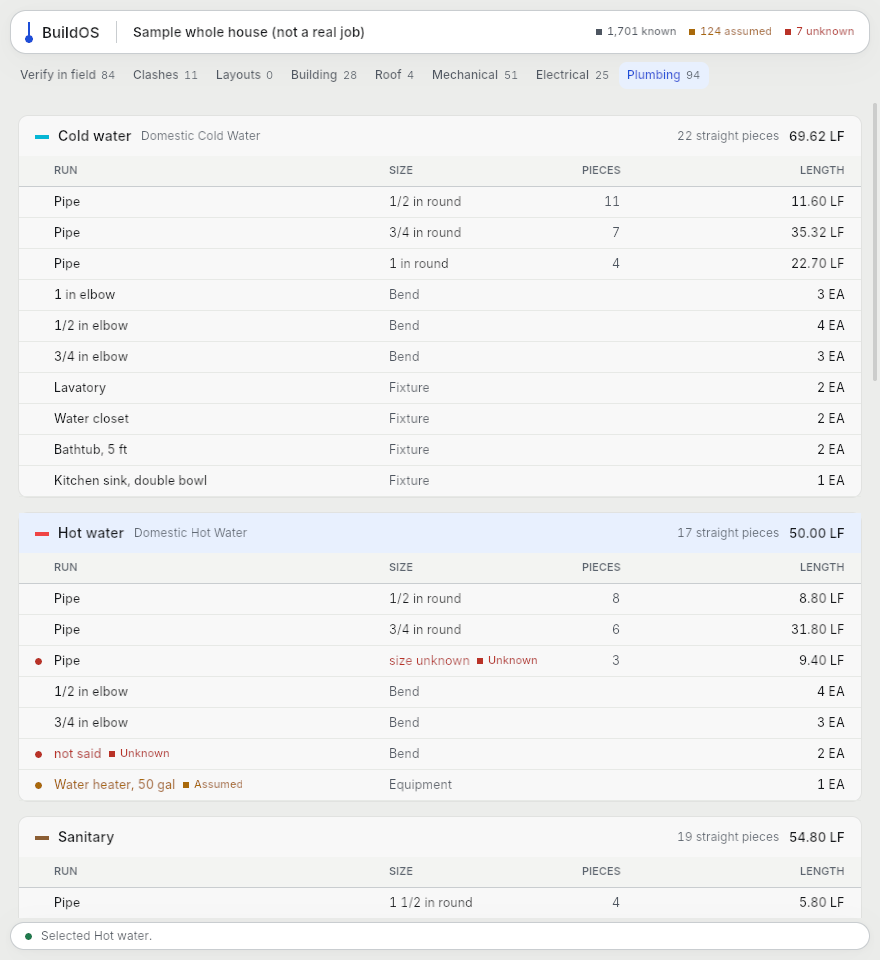 BuildOS Sample whole house (not a real job) 1,701 known 124 assumed 7 unknown
Verify in field 84 Clashes 11 Layouts 0 Building 28 Roof 4 Mechanical 51 Electrical 25 Plumbing 94
Cold water Domestic Cold Water 22 straight pieces 69.62 LF
RUN SIZE PIECES LENGTH
Pipe 1/2 in round 11 11.60 LF
Pipe 3/4 in round 7 35.32 LF
Pipe 1 in round 4 22.70 LF
1 in elbow Bend 3 EA
1/2 in elbow Bend 4 EA
3/4 in elbow Bend 3 EA
Lavatory Fixture 2 EA
Water closet Fixture 2 EA
Bathtub, 5 ft Fixture 2 EA
Kitchen sink, double bowl Fixture 1 EA
Hot water Domestic Hot Water 17 straight pieces 50.00 LF
RUN SIZE PIECES LENGTH
Pipe 1/2 in round 8 8.80 LF
Pipe 3/4 in round 6 31.80 LF
Pipe size unknown Unknown 3 9.40 LF
1/2 in elbow Bend 4 EA
3/4 in elbow Bend 3 EA
not said Unknown Bend 2 EA
Water heater, 50 gal Assumed Equipment 1 EA
Sanitary 19 straight pieces 54.80 LF
RUN SIZE PIECES LENGTH
Pipe 1 1/2 in round 4 5.80 LF
Selected Hot water.